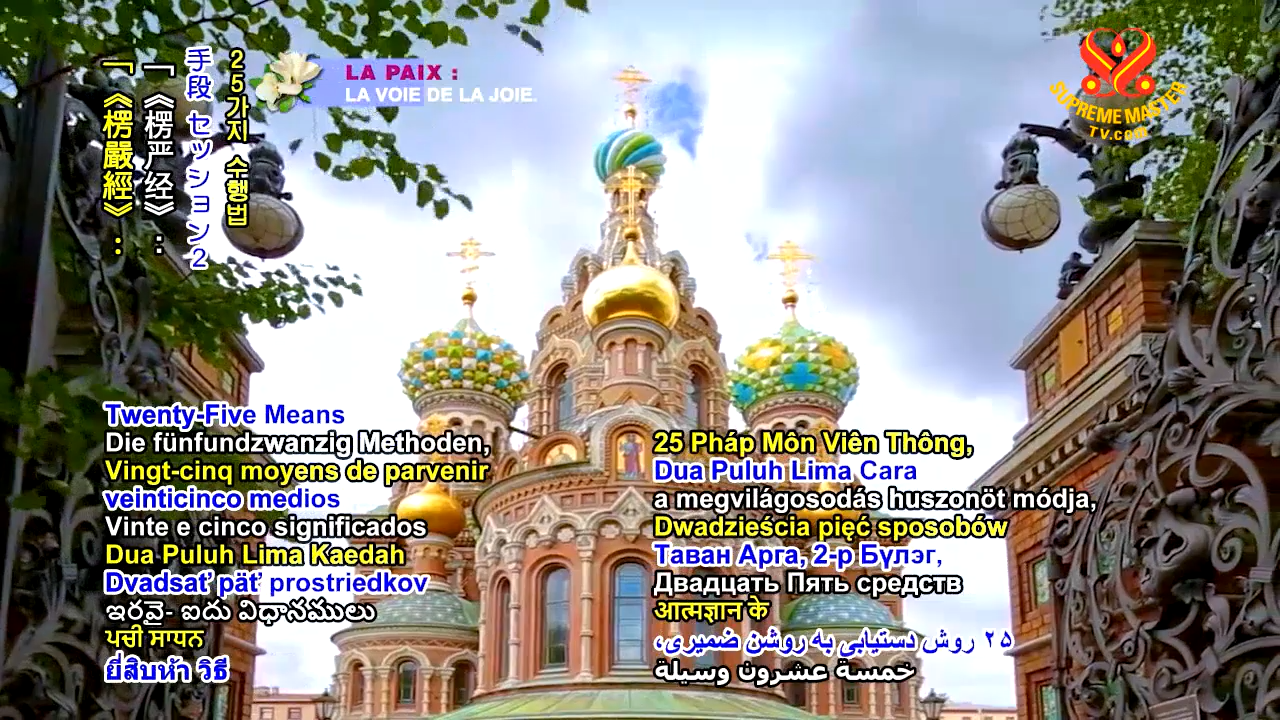 「《楞嚴經》:
「《楞严经》:
手段 セッション2
25가지 수행법
LA PAIX :
LA VOIE DE LA JOIE.
SUPREME MASTER
TV.com
Twenty-Five Means
Die fünfundzwanzig Methoden,
Vingt-cinq moyens de parvenir
veinticinco medios
Vinte e cinco significados
Dua Puluh Lima Kaedah
Dvadsať päť prostriedkov
ఇరవై- ఐదు విధానములు
ਪਚੀ ਸਾਧਨ
ยี่สิบห้า วิธี
25 Pháp Môn Viên Thông,
Dua Puluh Lima Cara
a megvilágosodás huszonöt módja,
Dwadzieścia pięć sposobów
Таван Арга, 2-р Бүлэг,
Двадцать Пять средств
आत्मज्ञान के
۲۵ روش دستیابی به روشن ضمیری،
خمسة عشرون وسيلة